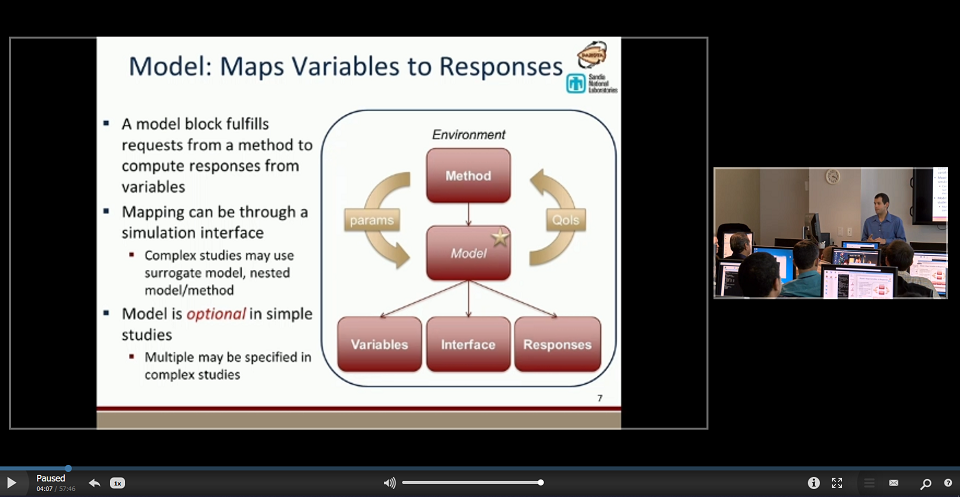 Model: Maps Variables to Responses
DAKOTA
Sandia
National
Laboratories
A model block fulfills
requests from a method to
compute responses from
variables
Mapping can be through a
simulation interface
Complex studies may use
surrogate model, nested
model/method
Model is optional in simple
studies
Multiple may be specified in
complex studies
Environment
Method
params
QoIs
Model
Variables
Interface
Responses
7
Paused
04:07 / 57:46
1x